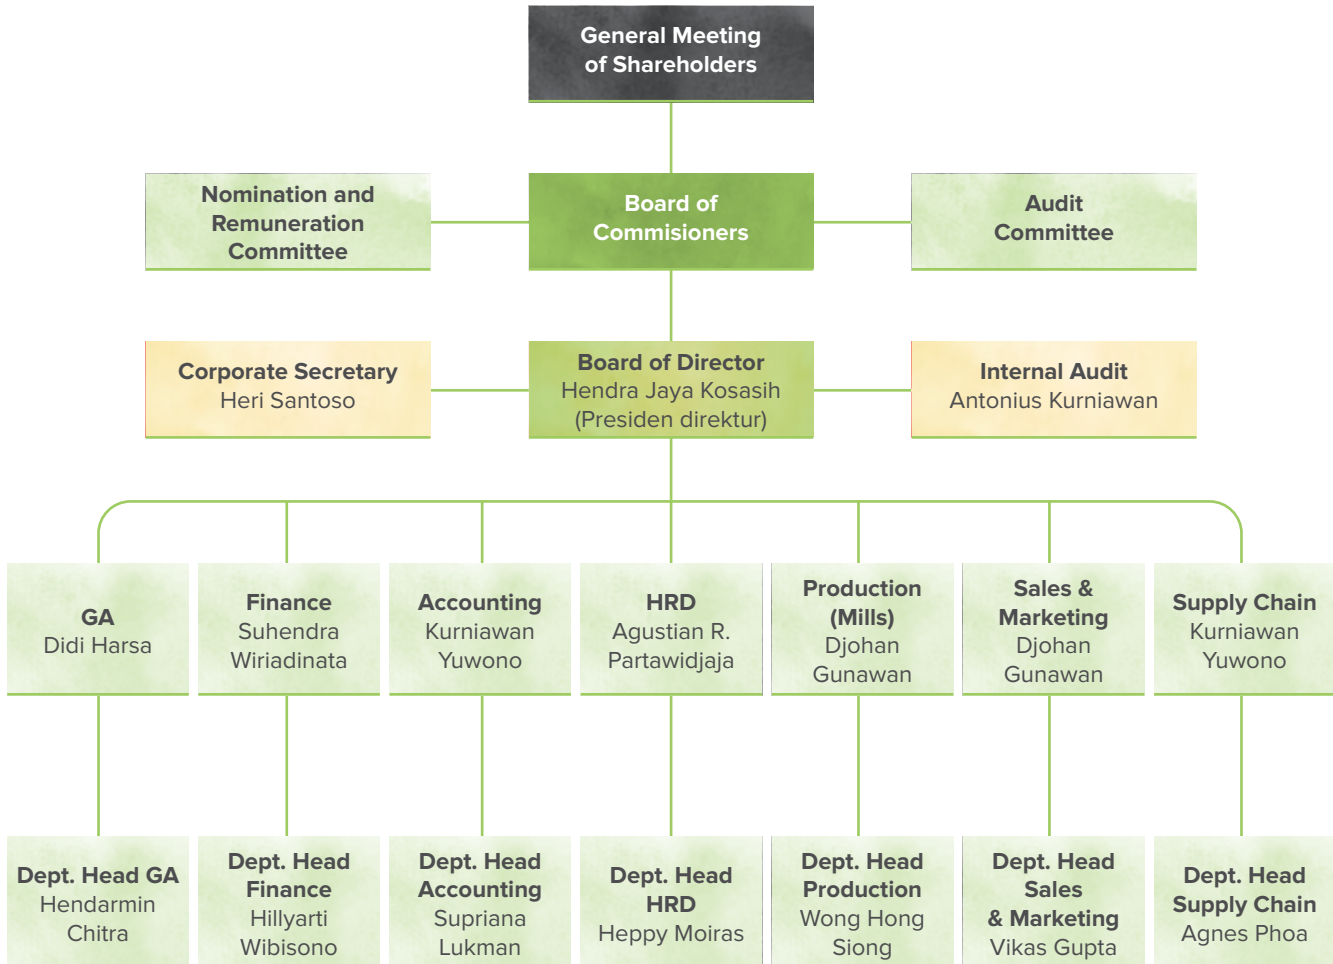 General Meeting
of Shareholders
Nomination and
Remuneration
Committee
Board of
Commisioners
Audit
Committee
Corporate Secretary
Heri Santoso
Board of Director
Hendra Jaya Kosasih
(Presiden direktur)
Internal Audit
Antonius Kurniawan
GA
Didi Harsa
Finance
Suhendra
Wiriadinata
Accounting
Kurniawan
Yuwono
HRD
Agustian R.
Partawidjaja
Production
(Mills)
Djohan
Gunawan
Sales &
Marketing
Djohan
Gunawan
Supply Chain
Kurniawan
Yuwono
Dept. Head GA
Hendarmin
Chitra
Dept. Head
Finance
Hillyarti
Wibisono
Dept. Head
Accounting
Supriana
Lukman
Dept. Head
HRD
Heppy Moiras
Dept. Head
Production
Wong Hong
Siong
Dept. Head
Sales
& Marketing
Vikas Gupta
Dept. Head
Supply Chain
Agnes Phoa